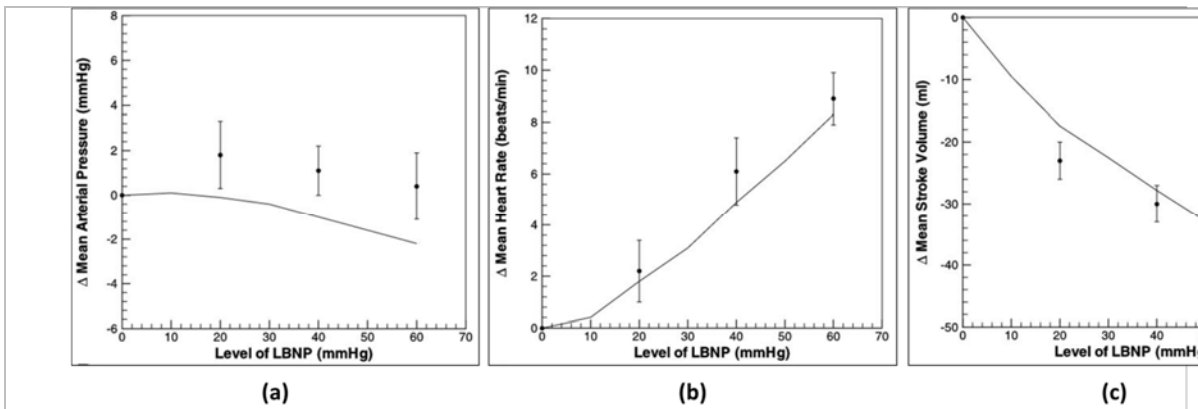 Δ Mean Arterial Pressure (mmHg)
8
6
4
2
0
-2
-4
-6
0 10 20 30 40 50 60 70
Level of LBNP (mmHg)
(a)
Δ Mean Heart Rate (beats/min)
12
10
8
6
4
2
0
0 10 20 30 40 50 60 70
Level of LBNP (mmHg)
(b)
Δ Mean Stroke Volume (ml)
0
-10
-20
-30
-40
-50
0 10 20 30 40
Level of LBNP (mmHg
(c)